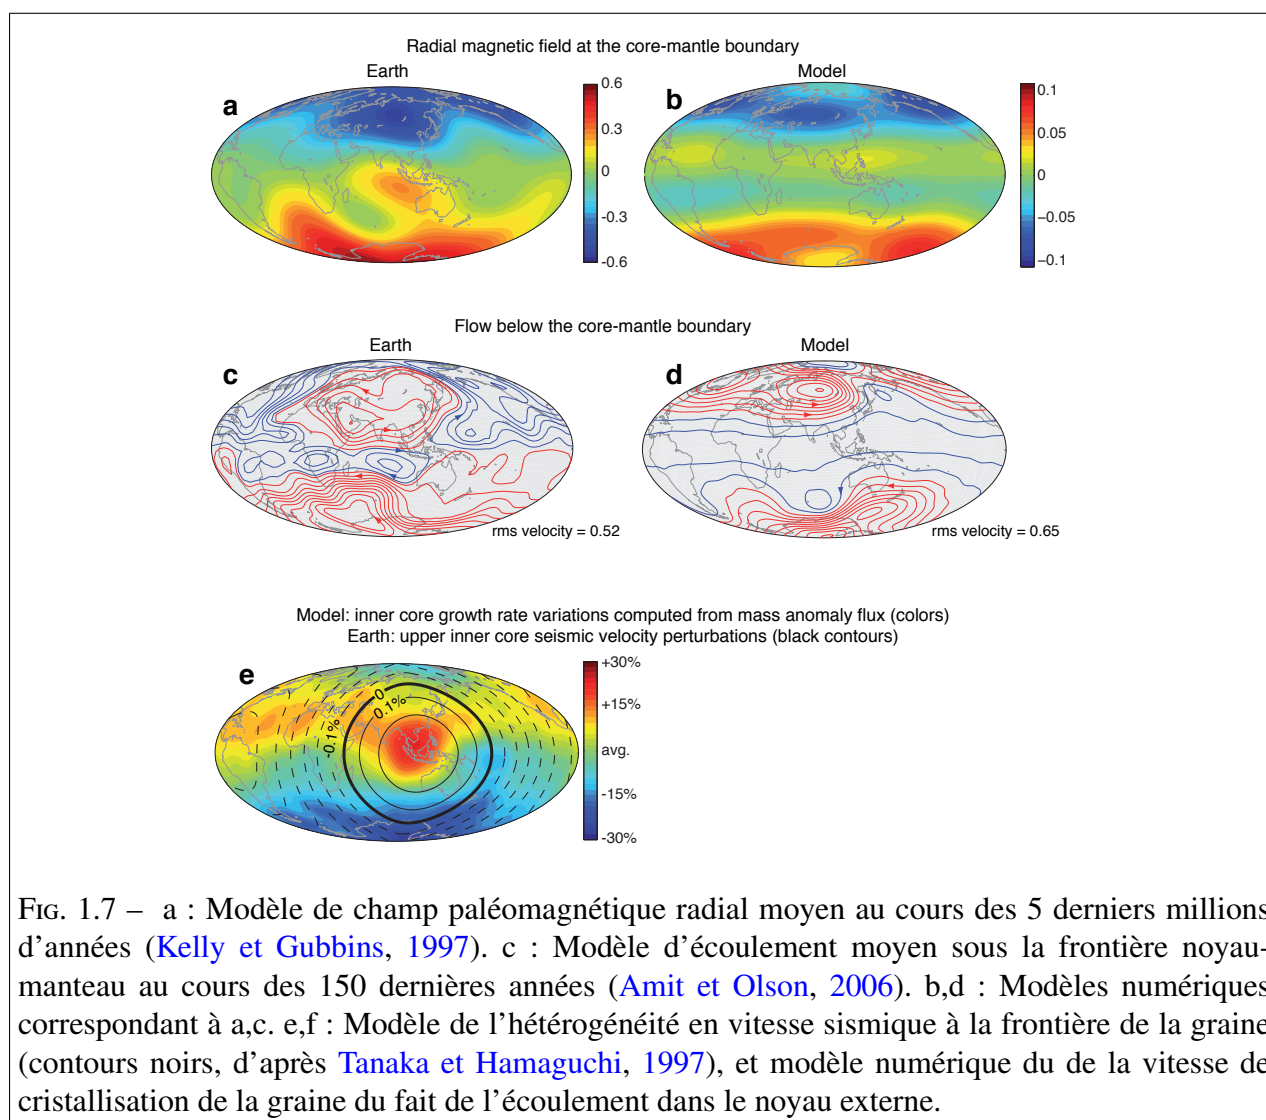 Radial magnetic field at the core-mantle boundary
Earth
Model
a
0.6
0.3
0
-0.3
-0.6
b
0.1
0.05
0
−0.05
−0.1
Flow below the core-mantle boundary
Earth
Model
c
rms velocity = 0.52
d
rms velocity = 0.65
Model: inner core growth rate variations computed from mass anomaly flux (colors)
Earth: upper inner core seismic velocity perturbations (black contours)
e
0
0.1%
-0.1%
+30%
+15%
avg.
-15%
-30%
Fig. 1.7 – a : Modèle de champ paléomagnétique radial moyen au cours des 5 derniers millions
d'années (Kelly et Gubbins, 1997). c : Modèle d'écoulement moyen sous la frontière noyau-
manteau au cours des 150 dernières années (Amit et Olson, 2006). b,d : Modèles numériques
correspondant à a,c. e,f : Modèle de l'hétérogénéité en vitesse sismique à la frontière de la graine
(contours noirs, d'après Tanaka et Hamaguchi, 1997), et modèle numérique du de la vitesse de
cristallisation de la graine du fait de l'écoulement dans le noyau externe.